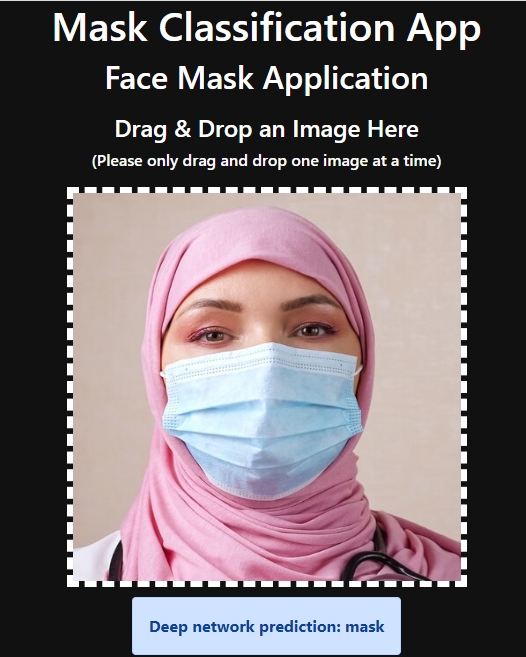 Mask Classification App
Face Mask Application
Drag & Drop an Image Here
(Please only drag and drop one image at a time)
Deep network prediction: mask